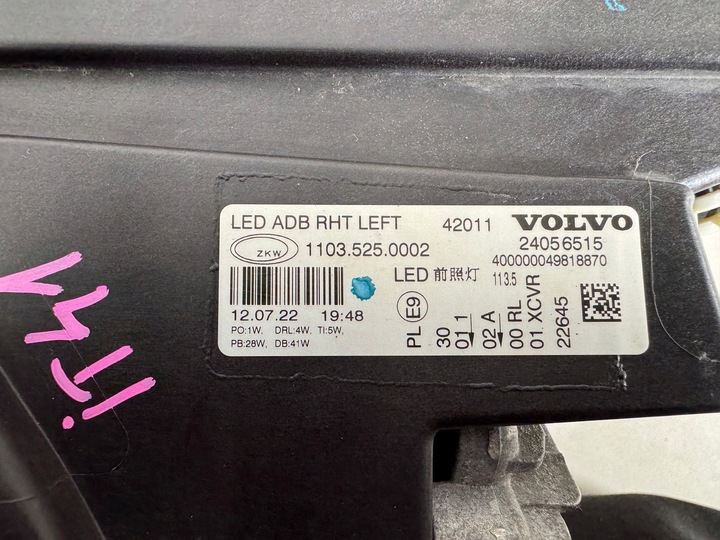 LED ADB RHT LEFT 42011 VOLVO
ZKW 1103.525.0002 24056515
400000049818870
LED 前照灯 113.5
12.07.22 19:48
PO:1W, DRL:4W, TI:5W,
PB:28W, DB:41W
E9
PL
30
01 1
02 A
00 RL
01 XCVR
22645